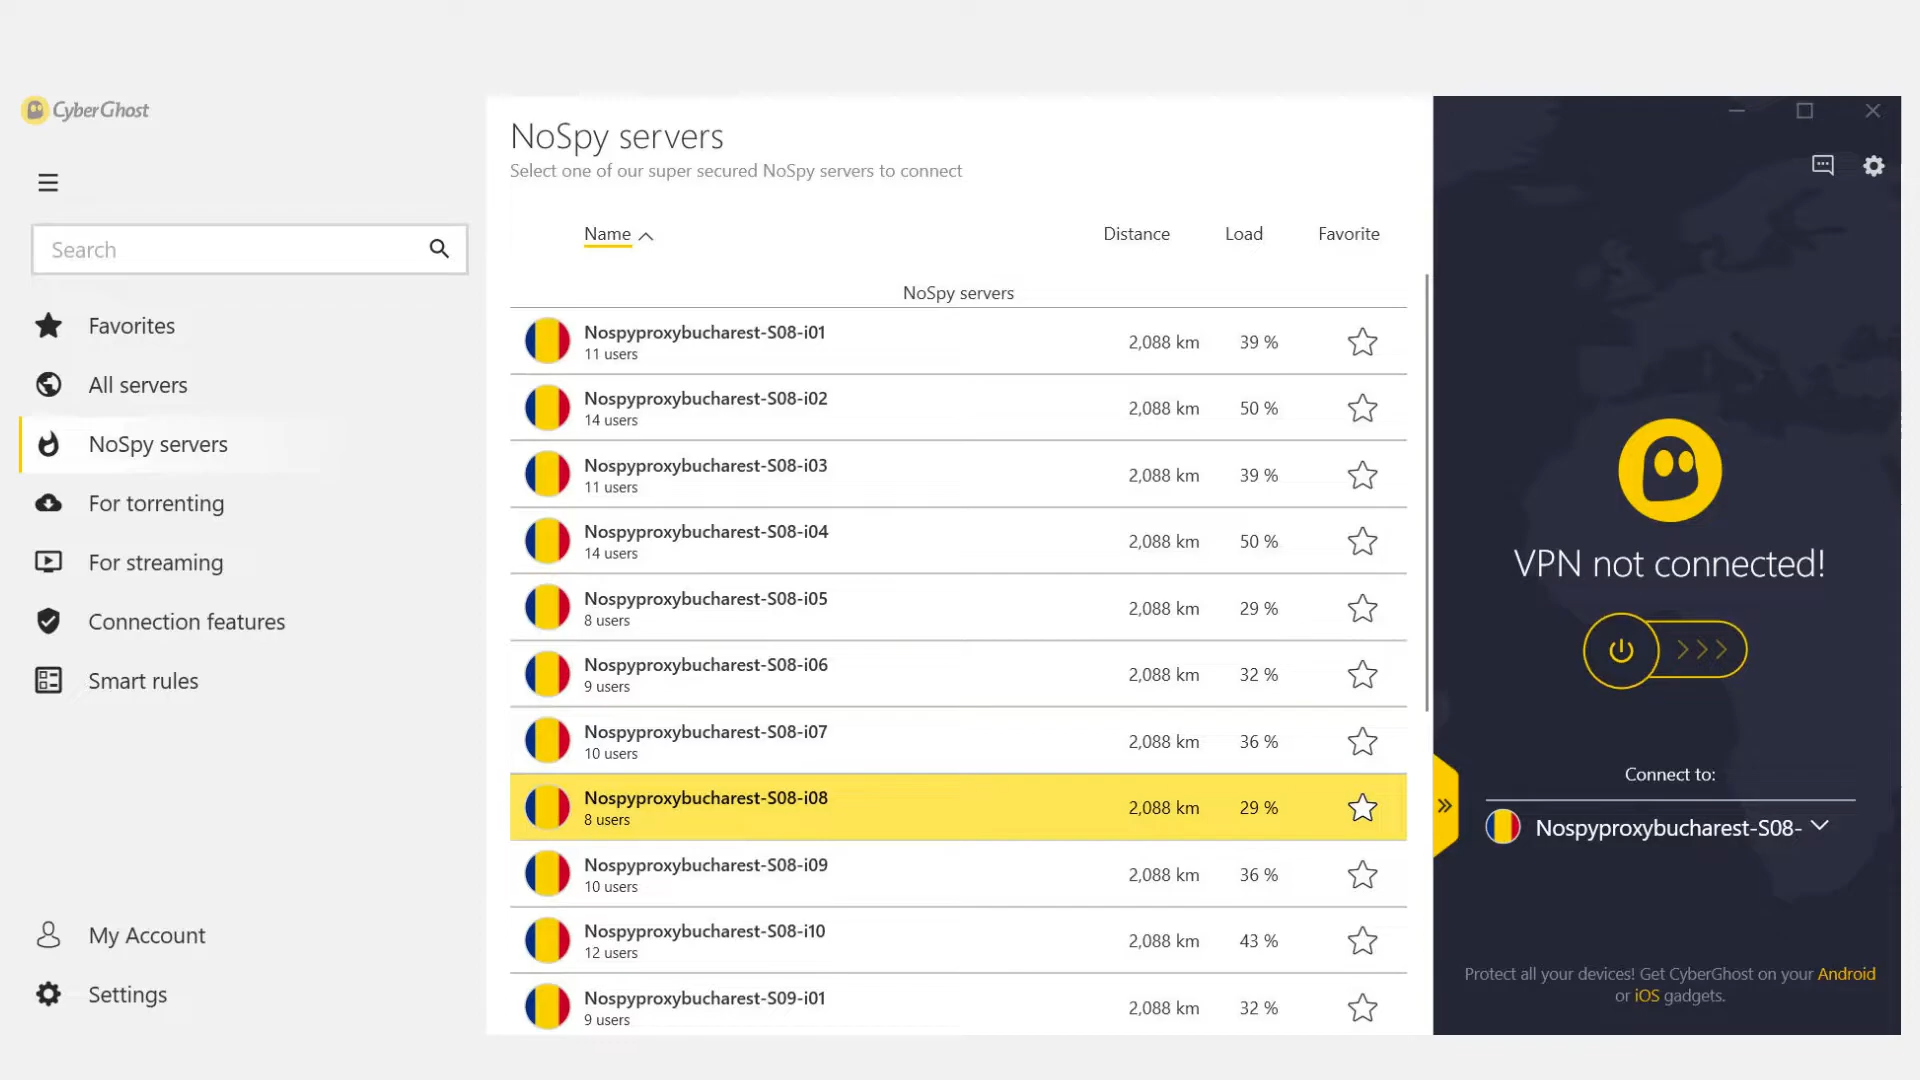 CyberGhost
Search
Favorites
All servers
NoSpy servers
For torrenting
For streaming
Connection features
Smart rules
My Account
Settings
NoSpy servers
Select one of our super secured NoSpy servers to connect
Name Distance Load Favorite
NoSpy servers
Nospyproxybucharest-S08-i01
11 users
2,088 km 39 %
Nospyproxybucharest-S08-i02
14 users
2,088 km 50 %
Nospyproxybucharest-S08-i03
11 users
2,088 km 39 %
Nospyproxybucharest-S08-i04
14 users
2,088 km 50 %
Nospyproxybucharest-S08-i05
8 users
2,088 km 29 %
Nospyproxybucharest-S08-i06
9 users
2,088 km 32 %
Nospyproxybucharest-S08-i07
10 users
2,088 km 36 %
Nospyproxybucharest-S08-i08
8 users
2,088 km 29 %
Nospyproxybucharest-S08-i09
10 users
2,088 km 36 %
Nospyproxybucharest-S08-i10
12 users
2,088 km 43 %
Nospyproxybucharest-S09-i01
9 users
2,088 km 32 %
VPN not connected!
Connect to:
Nospyproxybucharest-S08-
Protect all your devices! Get CyberGhost on your Android
or iOS gadgets.